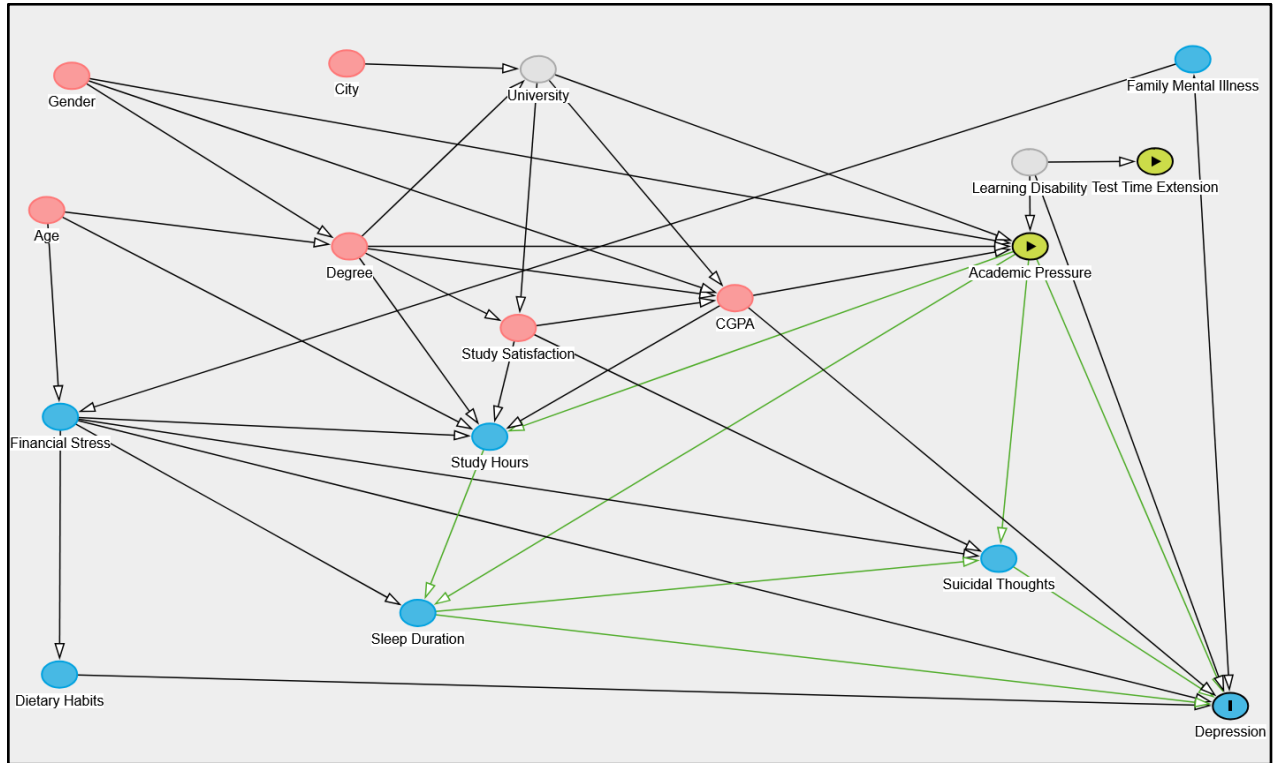 City
University
Gender
Family Mental Illness
Learning Disability
Test Time Extension
Age
Degree
Academic Pressure
CGPA
Study Satisfaction
Financial Stress
Study Hours
Suicidal Thoughts
Sleep Duration
Dietary Habits
Depression